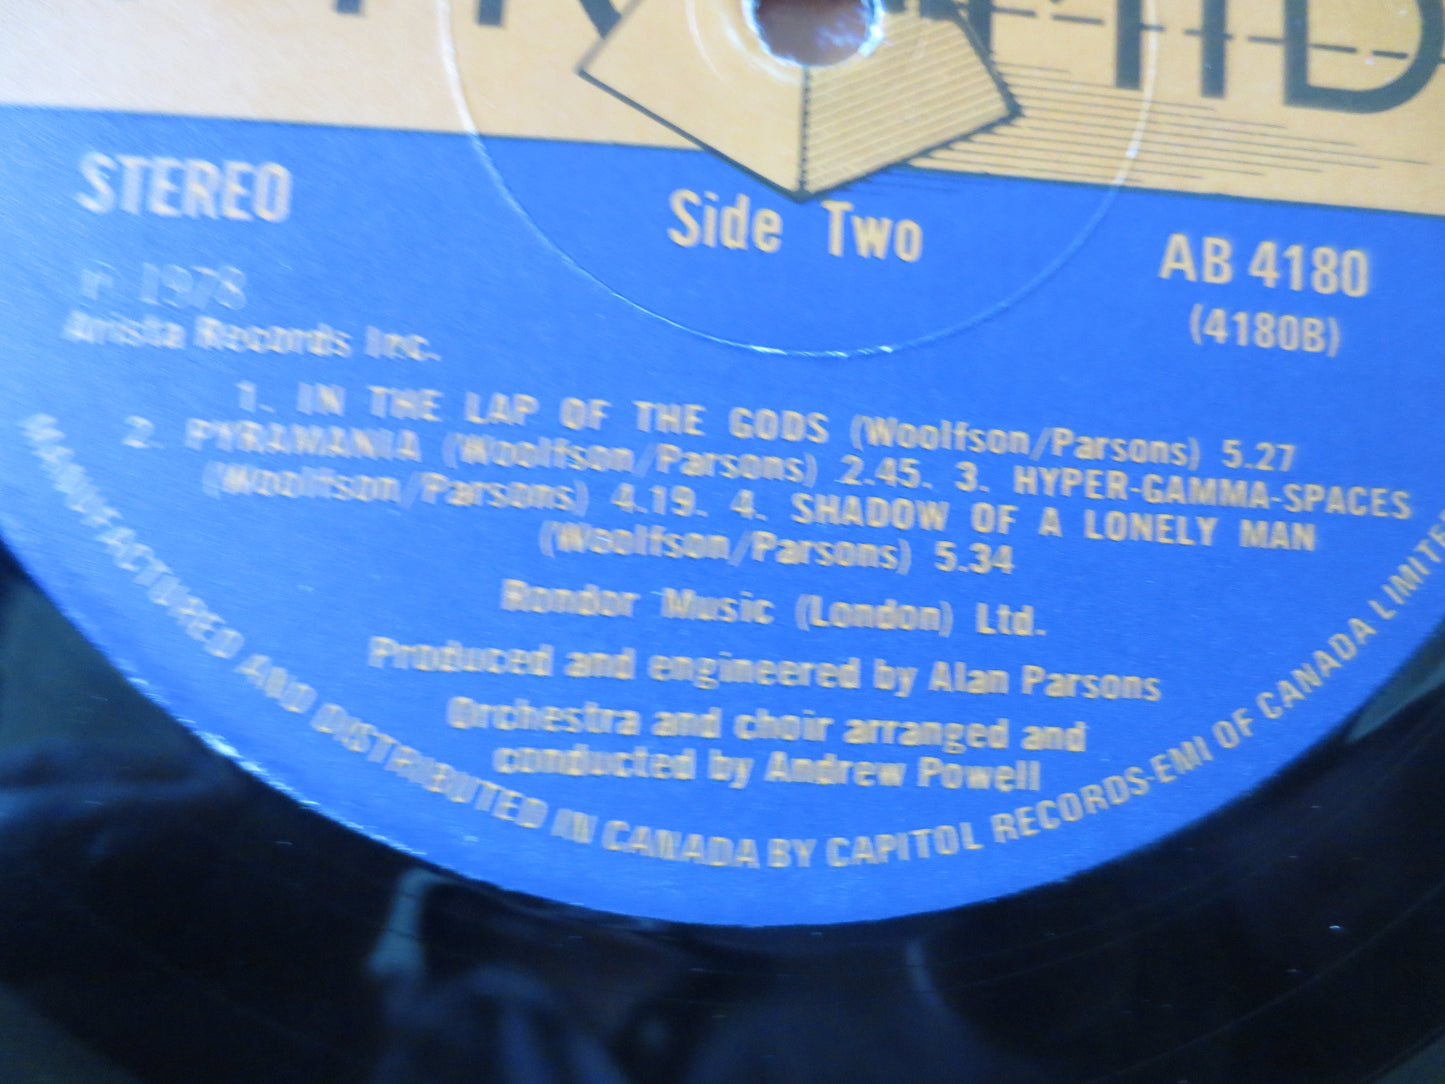 STEREO
Side Two
AB 4180
(4180B)
℗ 1978
Arista Records Inc.
1. IN THE LAP OF THE GODS (Woolfson/Parsons) 5.27
2. PYRAMANIA (Woolfson/Parsons) 2.45. 3. HYPER-GAMMA-SPACES
(Woolfson/Parsons) 4.19. 4. SHADOW OF A LONELY MAN
(Woolfson/Parsons) 5.34
Rondor Music (London) Ltd.
Produced and engineered by Alan Parsons
Orchestra and choir arranged and
conducted by Andrew Powell
MANUFACTURED AND DISTRIBUTED IN CANADA BY CAPITOL RECORDS-EMI OF CANADA LIMITE